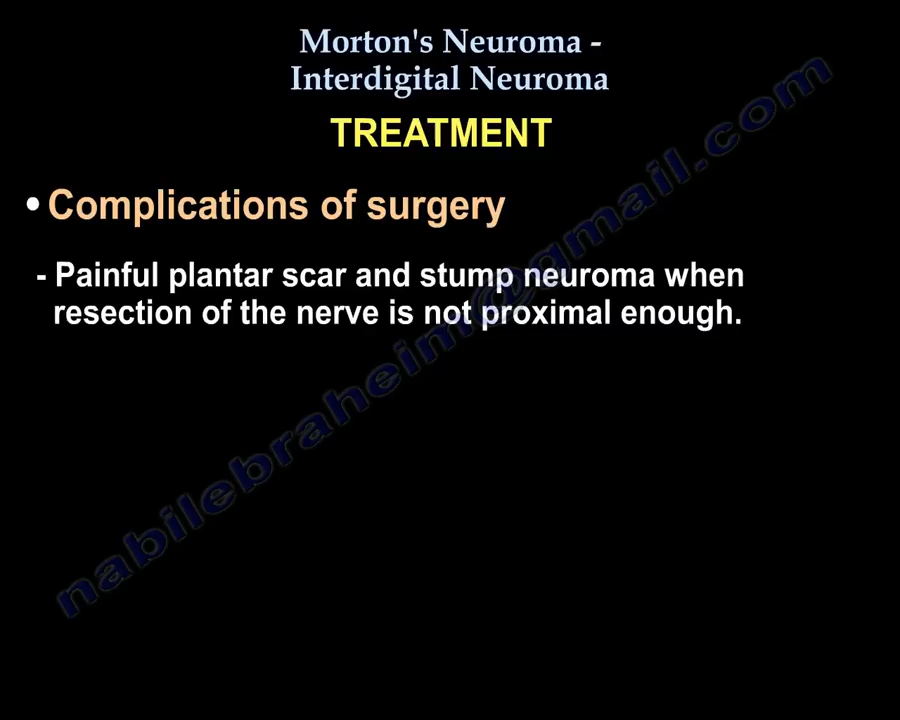 Morton's Neuroma -
Interdigital Neuroma
TREATMENT
• Complications of surgery
- Painful plantar scar and stump neuroma when
resection of the nerve is not proximal enough.
nabilebraheim@gmail.com